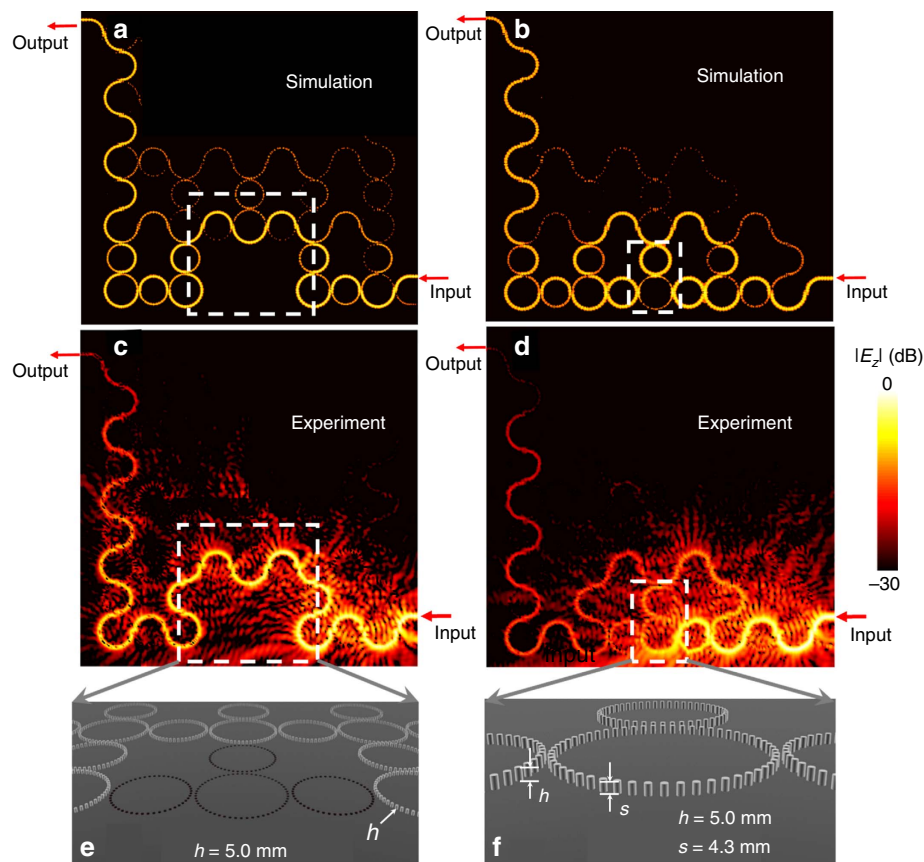 a
Output
Simulation
Input
b
Output
Simulation
Input
c
Output
Experiment
Input
d
Output
Experiment
Input
Input
|E_z| (dB)
0
–30
e
h
h = 5.0 mm
f
h
s
h = 5.0 mm
s = 4.3 mm